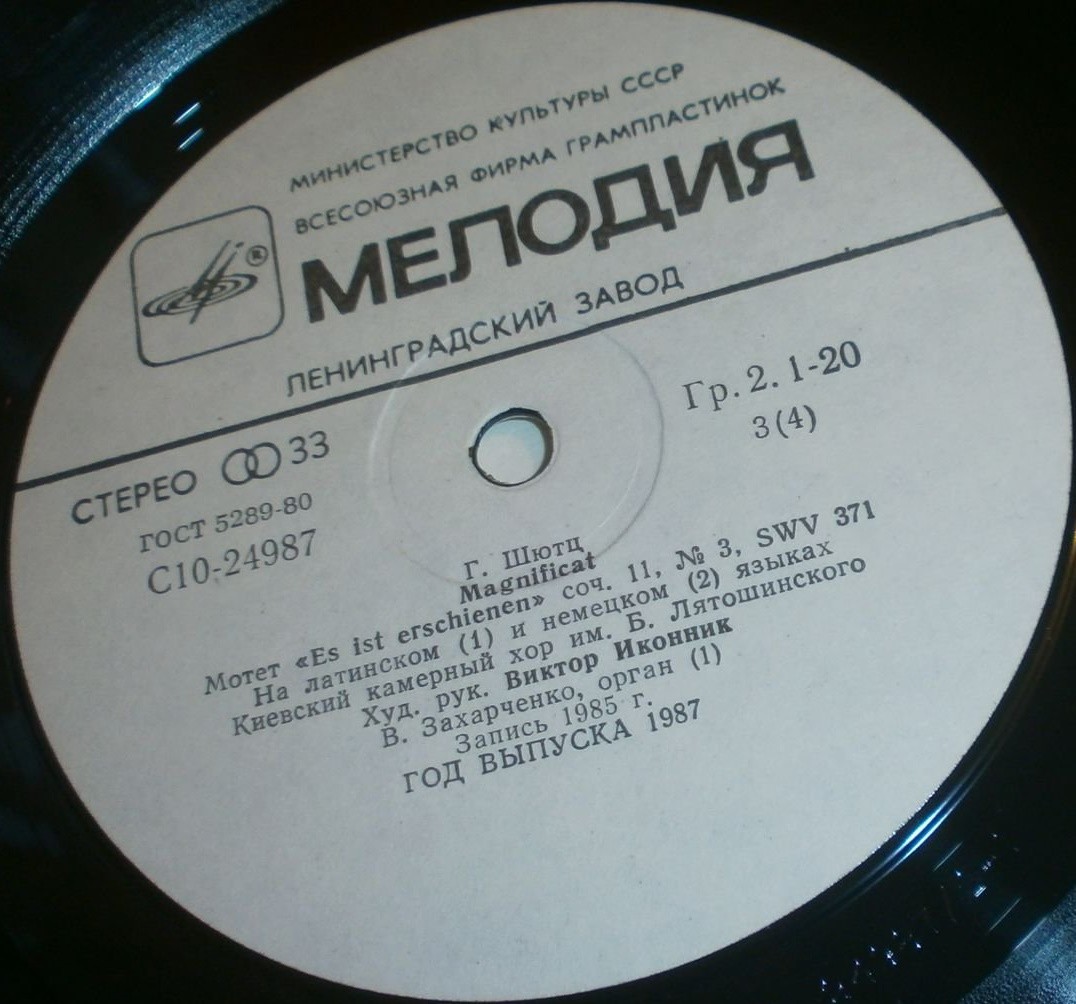 МИНИСТЕРСТВО КУЛЬТУРЫ СССР
ВСЕСОЮЗНАЯ ФИРМА ГРАМПЛАСТИНОК
МЕЛОДИЯ
®
ЛЕНИНГРАДСКИЙ ЗАВОД
СТЕРЕО 33
ГОСТ 5289-80
С10-24987
Гр. 2. 1-20
3(4)
Г. Шютц
Magnificat
Мотет «Es ist erschienen» соч. 11, № 3, SWV 371
На латинском (1) и немецком (2) языках
Киевский камерный хор им. Б. Лятошинского
Худ. рук. Виктор Иконник
В. Захарченко, орган (1)
Запись 1985 г.
ГОД ВЫПУСКА 1987